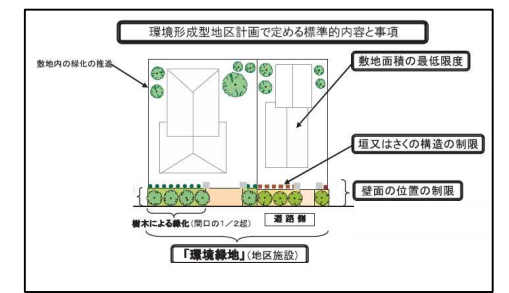 環境形成型地区計画で定める標準的内容と事項
敷地内の緑化の推進
敷地面積の最低限度
垣又はさくの構造の制限
壁面の位置の制限
樹木による緑化(間口の1/2超)
道路側
「環境緑地」(地区施設)